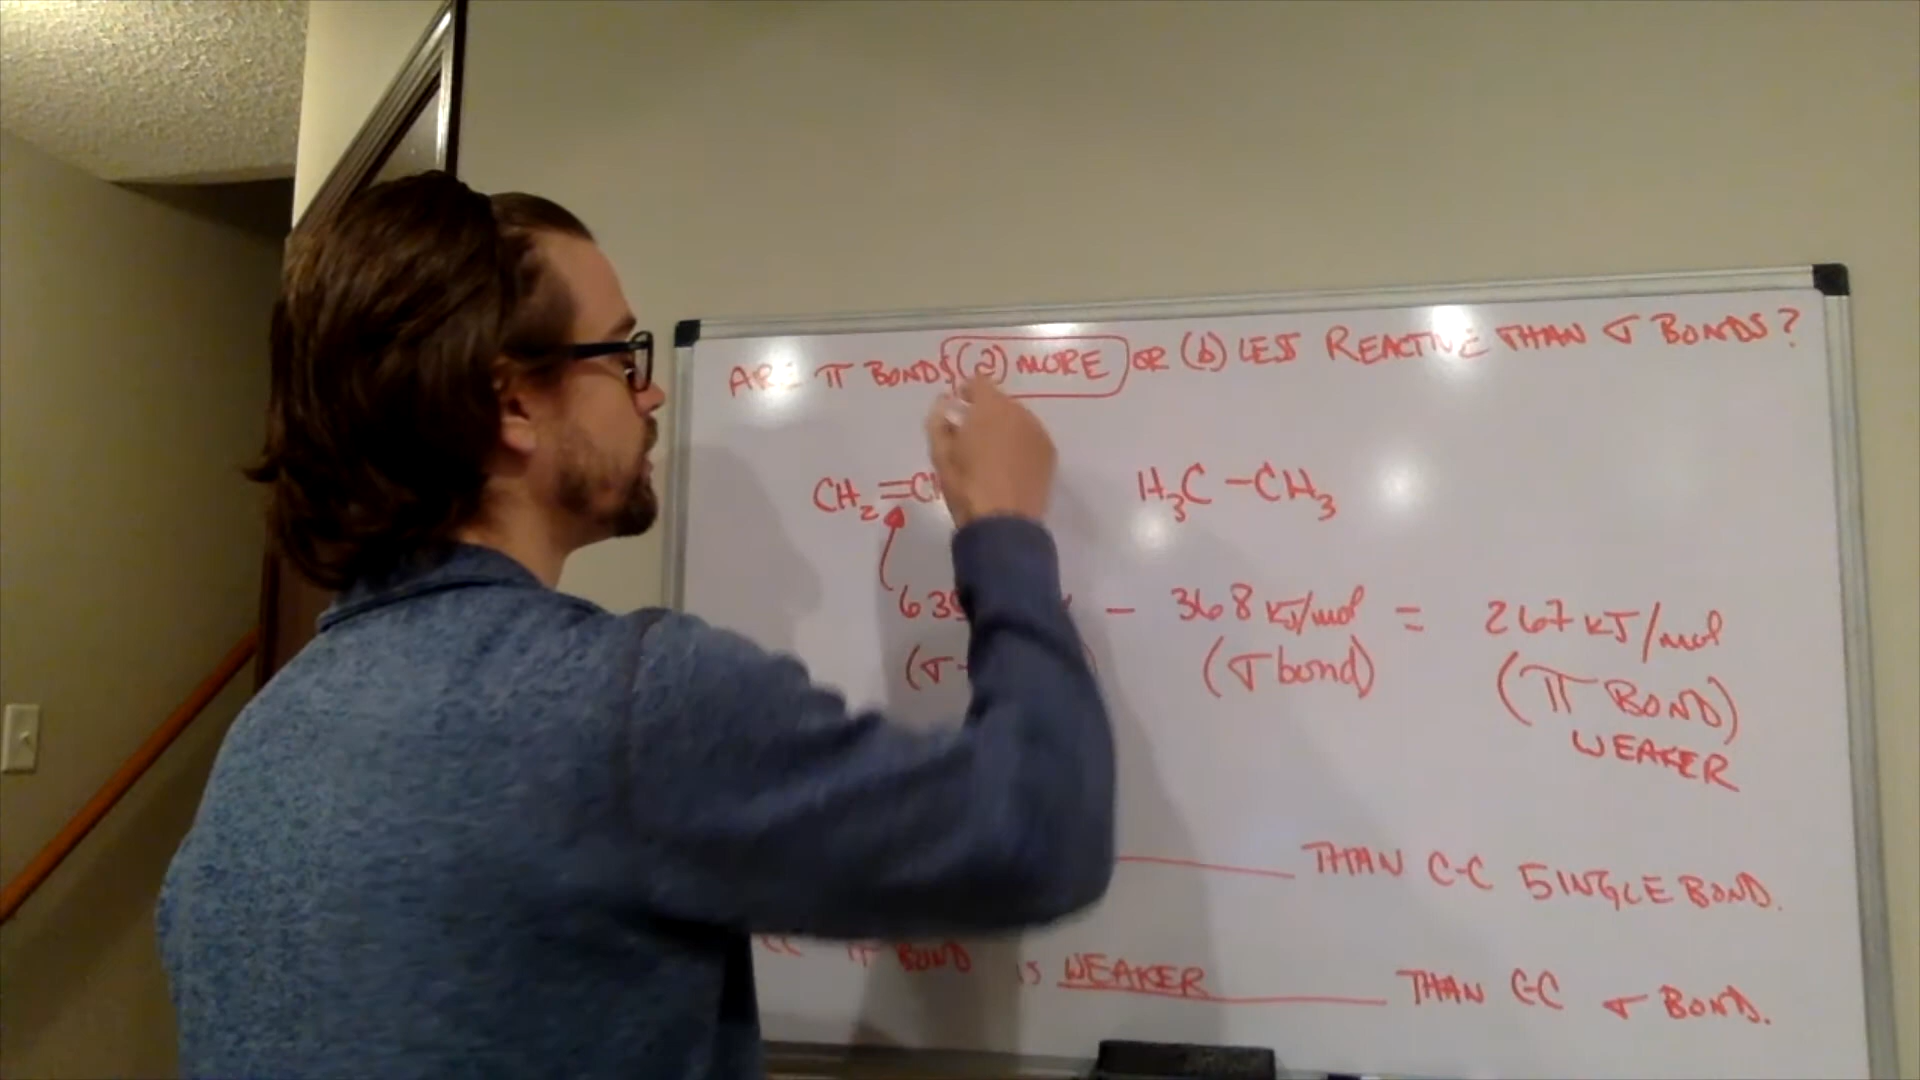 ARE π BONDS (a) MORE OR (b) LESS REACTIVE THAN σ BONDS?
CH₂=C H₃C-CH₃
63 - 368 kJ/mol = 267 kJ/mol
(σ (σ bond) (π BOND)
WEAKER
THAN C-C SINGLE BOND.
π BOND is WEAKER THAN C-C σ BOND.